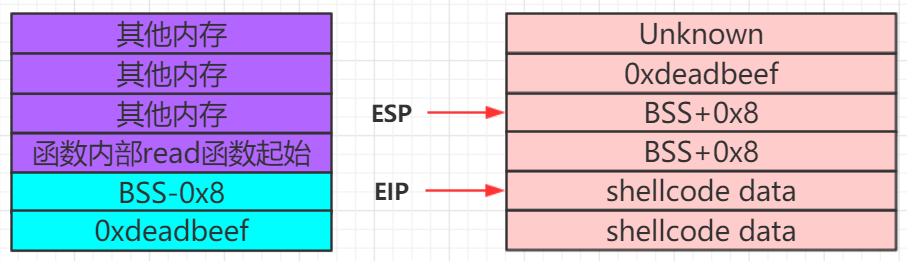 其他内存
其他内存
其他内存
函数内部read函数起始
BSS-0x8
0xdeadbeef
ESP
EIP
Unknown
0xdeadbeef
BSS+0x8
BSS+0x8
shellcode data
shellcode data